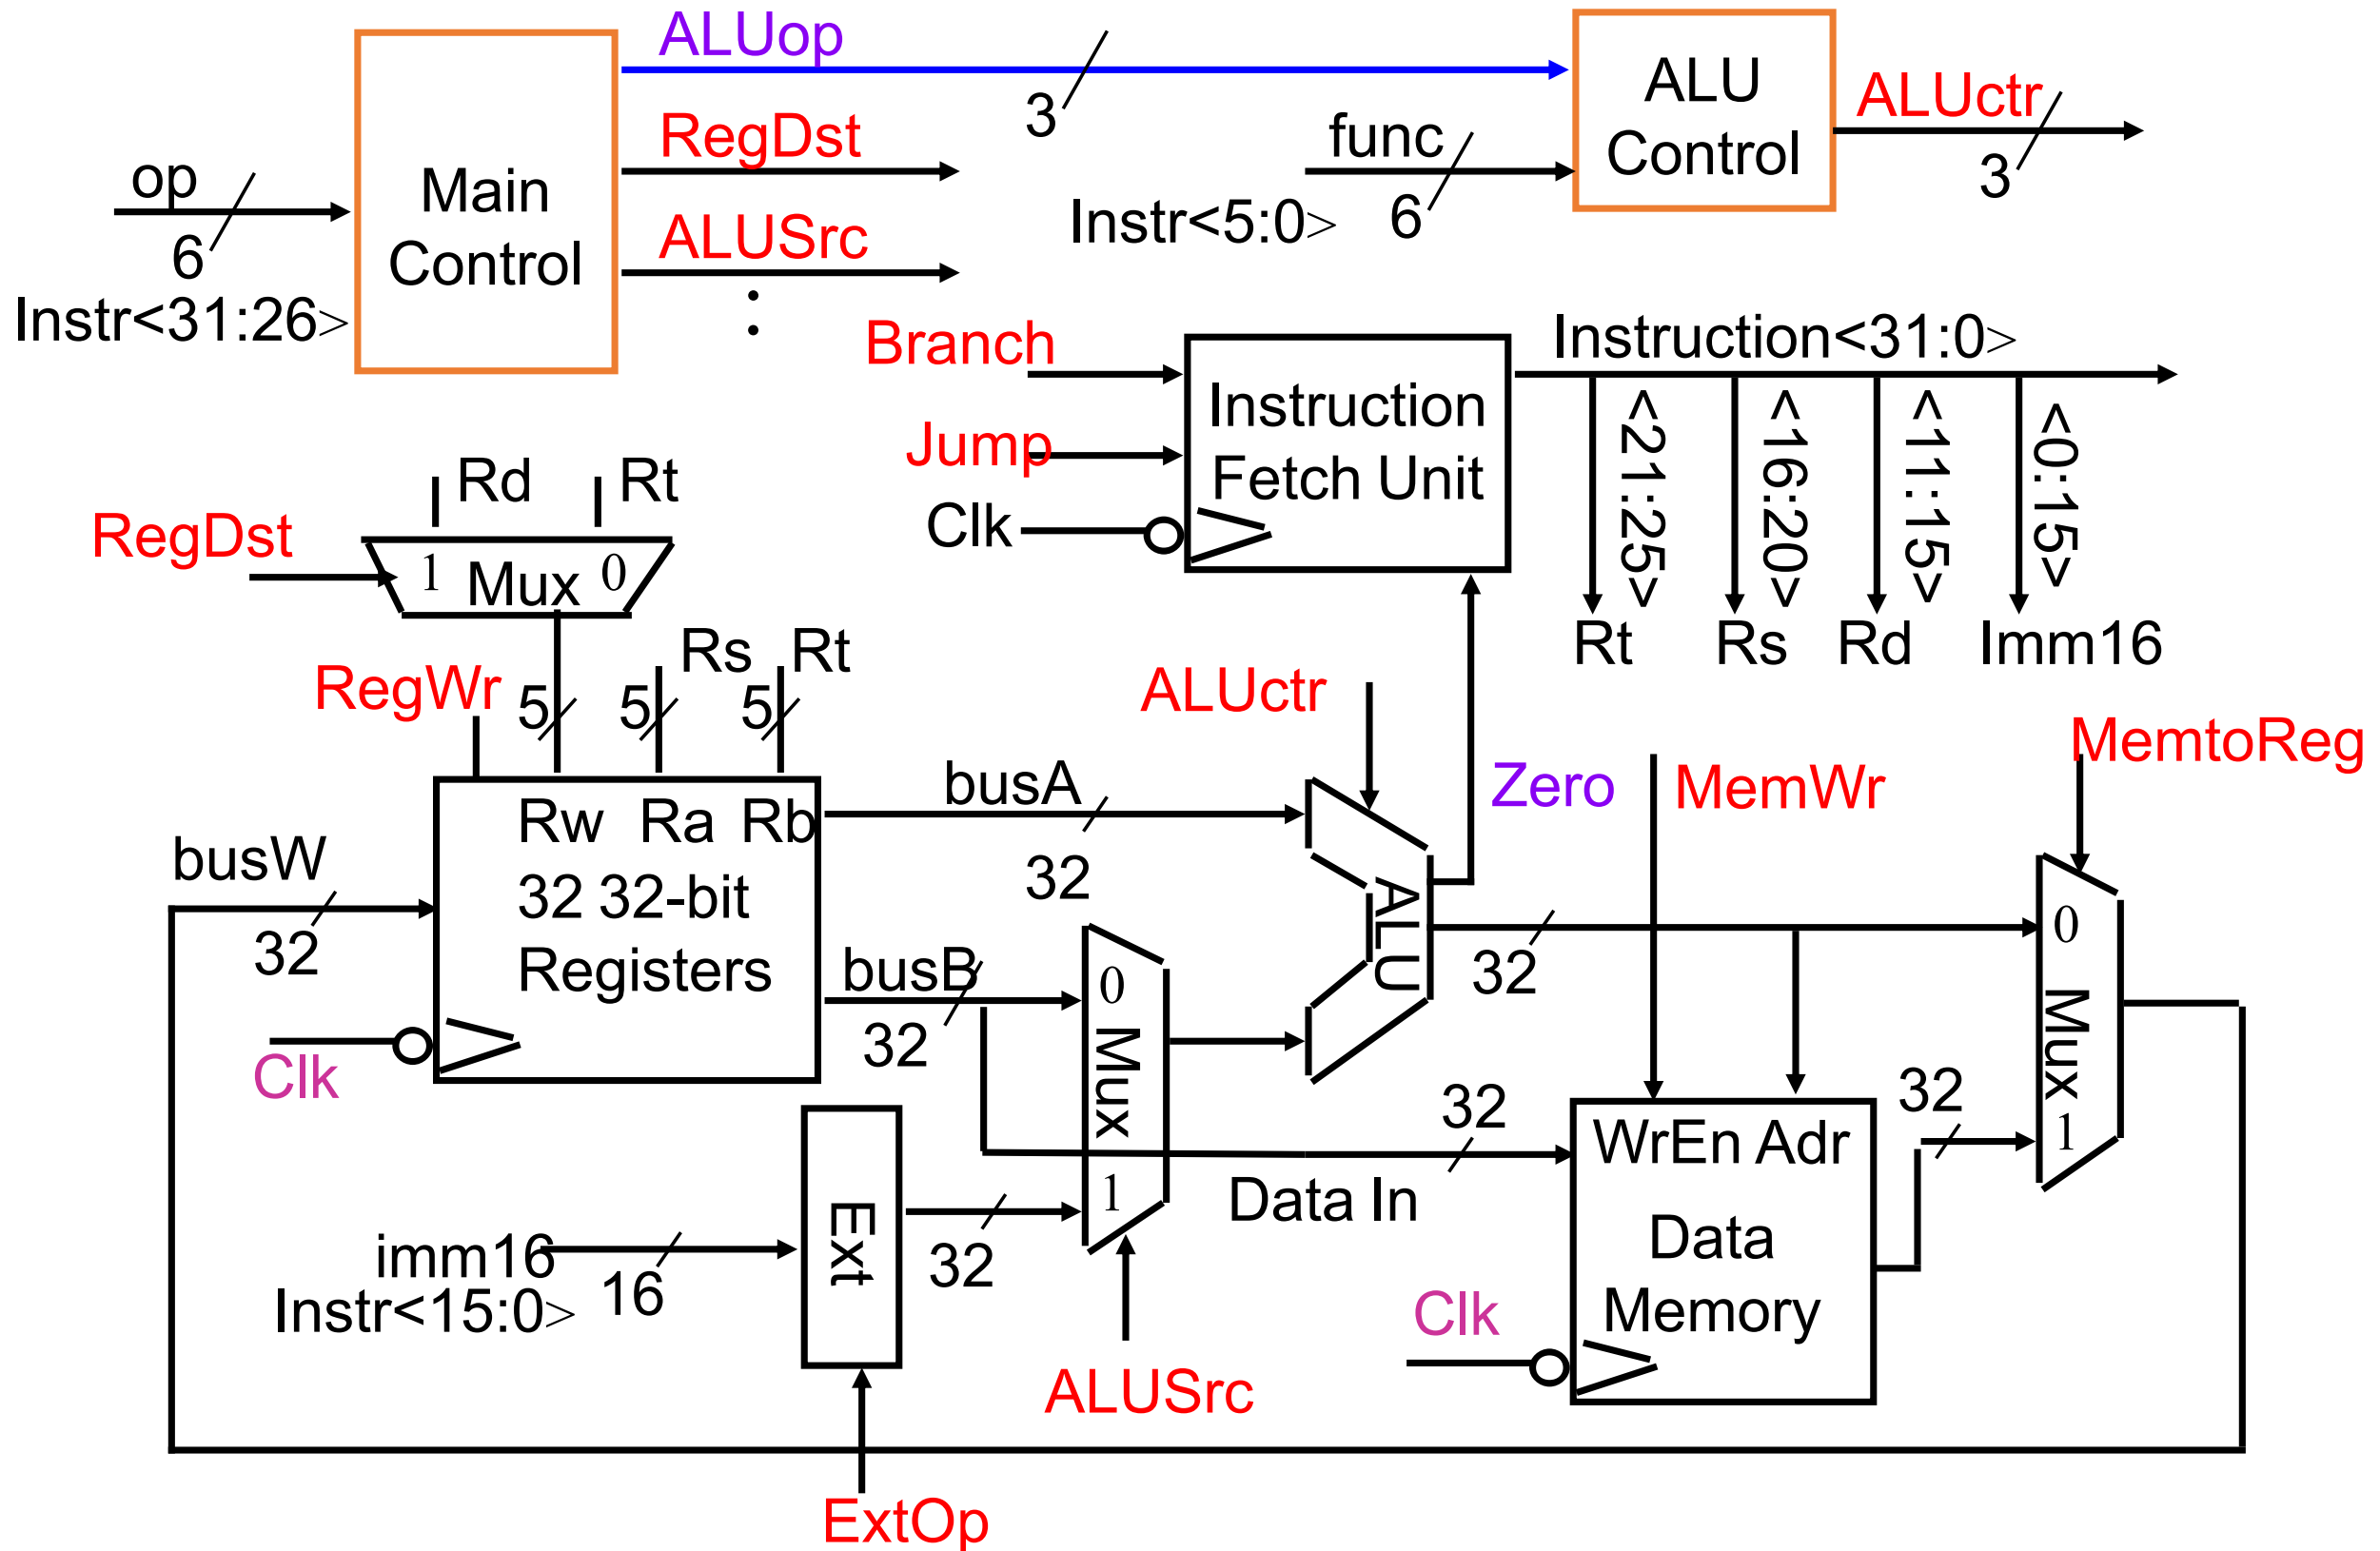 ALUop
3
RegDst
ALUSrc
:
op
6
Instr<31:26>
Main
Control
func
6
Instr<5:0>
ALU
Control
ALUctr
3
Branch
Jump
Clk
Instruction
Fetch Unit
Instruction<31:0>
<21:25>
<16:20>
<11:15>
<0:15>
Rt
Rs
Rd
Imm16
Rd
Rt
RegDst
1
Mux
0
RegWr
5
5
Rs
5
Rt
busW
32
Rw
Ra
Rb
32 32-bit
Registers
Clk
busA
32
busB
32
0
Mux
1
ALUctr
ALU
Zero
32
MemWr
MemtoReg
0
Mux
1
32
32
Data In
WrEn
Adr
Data
Memory
Clk
imm16
Instr<15:0>
16
Ext
32
ALUSrc
ExtOp